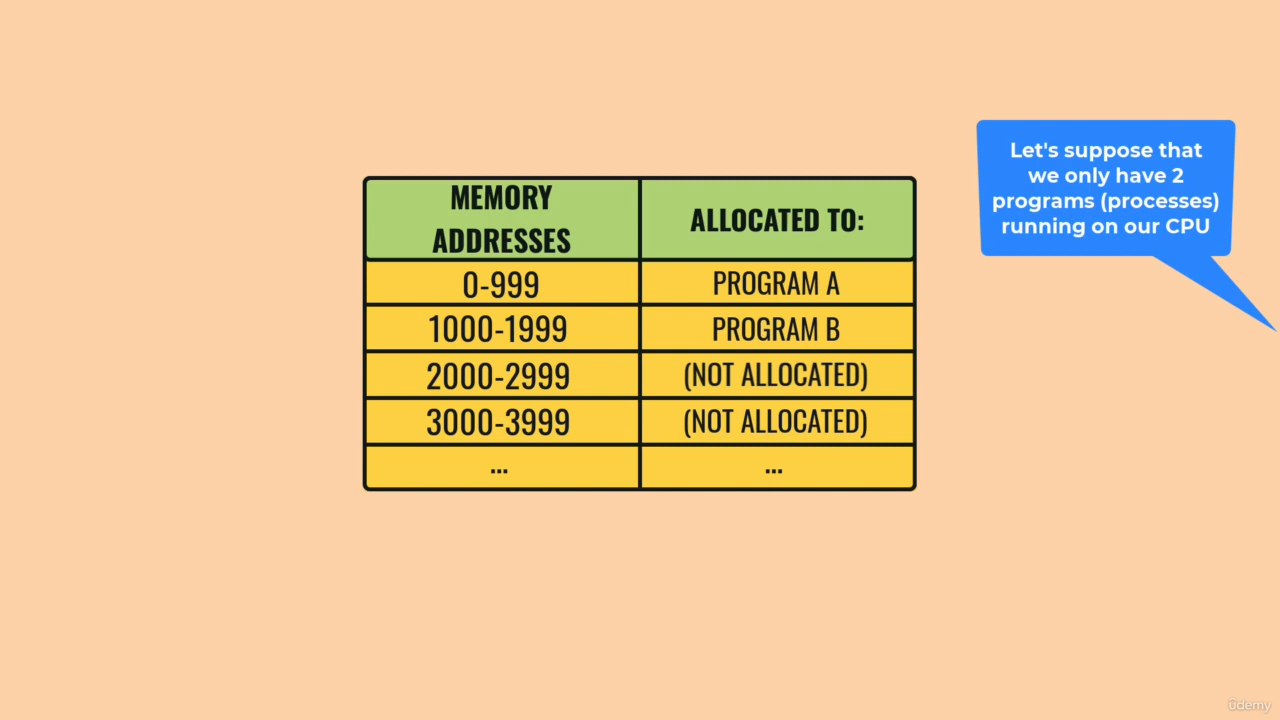 Let's suppose that
we only have 2
programs (processes)
running on our CPU
MEMORY
ADDRESSES
ALLOCATED TO:
0-999
PROGRAM A
1000-1999
PROGRAM B
2000-2999
(NOT ALLOCATED)
3000-3999
(NOT ALLOCATED)
...
...
ûdemy